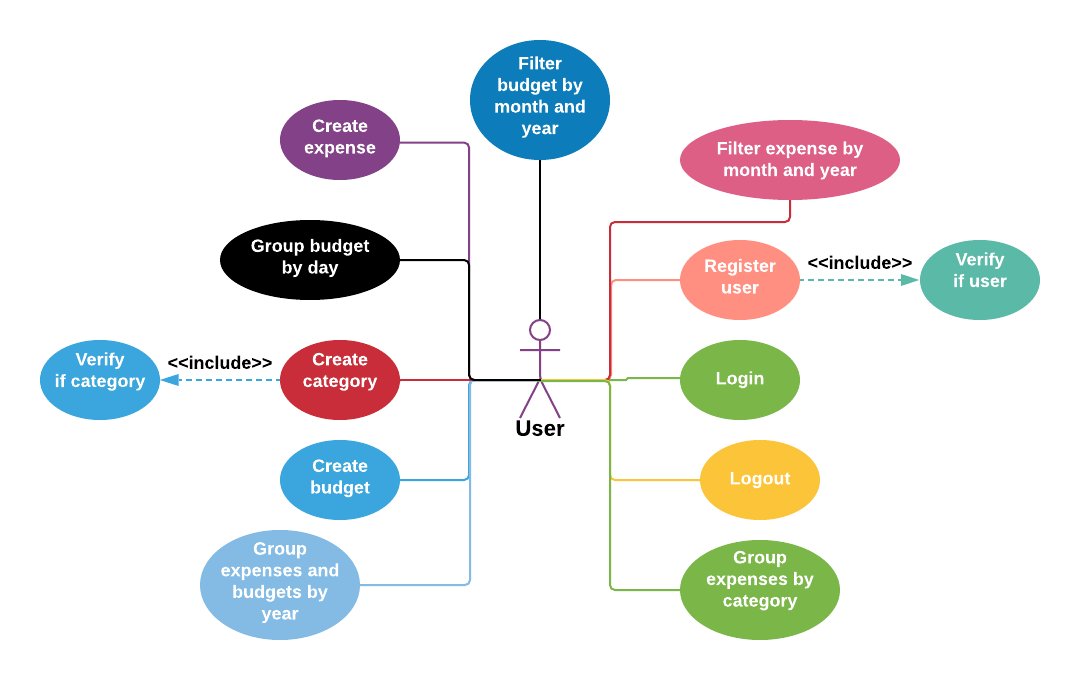 Filter
budget by
month and
year
Create
expense
Filter expense by
month and year
Group budget
by day
Register
user
<<include>>
Verify
if user
Verify
if category
<<include>>
Create
category
Login
User
Create
budget
Logout
Group
expenses and
budgets by
year
Group
expenses by
category